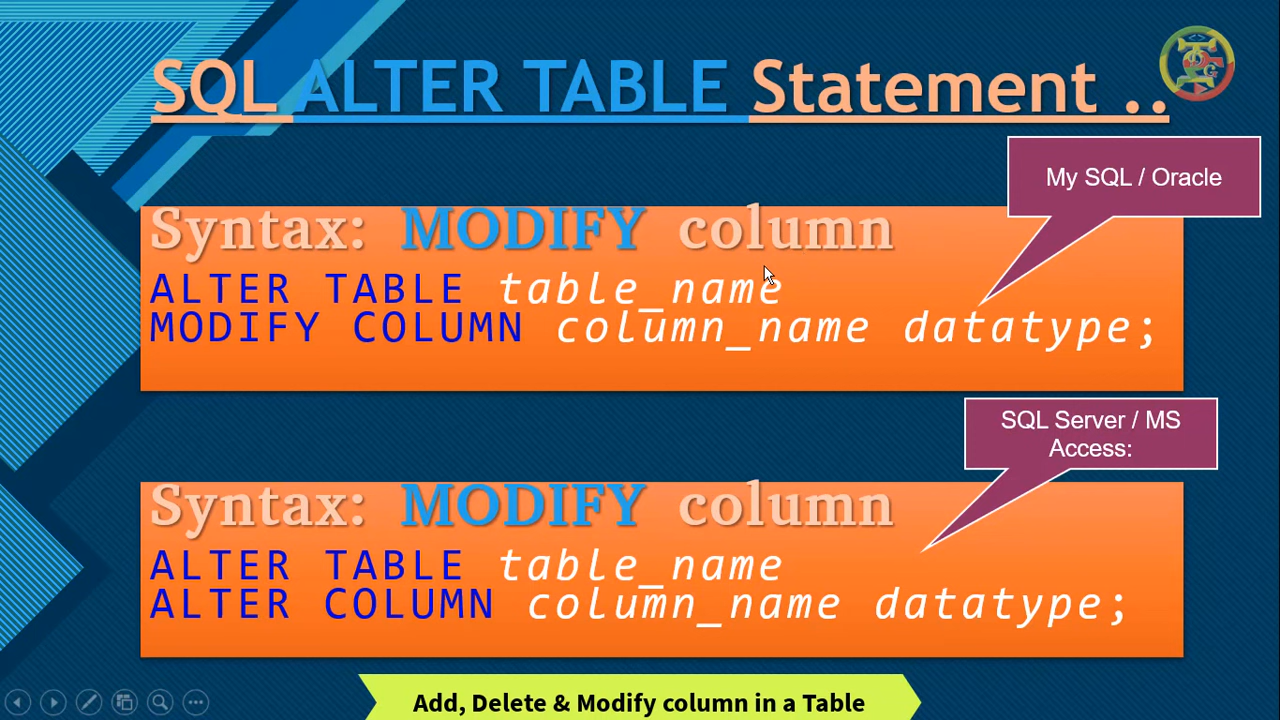 SQL ALTER TABLE Statement ..
My SQL / Oracle
Syntax: MODIFY column
ALTER TABLE table_name
MODIFY COLUMN column_name datatype;
SQL Server / MS
Access:
Syntax: MODIFY column
ALTER TABLE table_name
ALTER COLUMN column_name datatype;
Add, Delete & Modify column in a Table